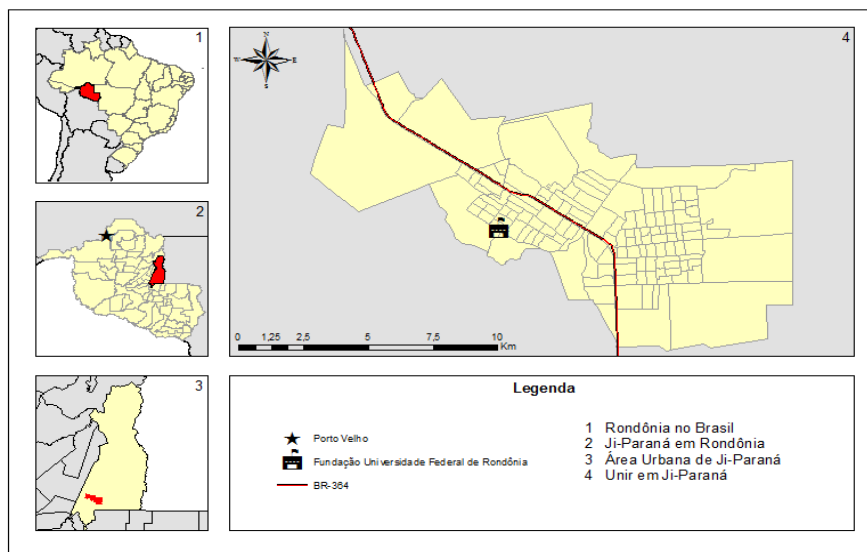 1
4
N
W
E
S
2
0 1,25 2,5 5 7,5 10
Km
3
Legenda
Porto Velho
Fundação Universidade Federal de Rondônia
BR-364
1 Rondônia no Brasil
2 Ji-Paraná em Rondônia
3 Área Urbana de Ji-Paraná
4 Unir em Ji-Paraná